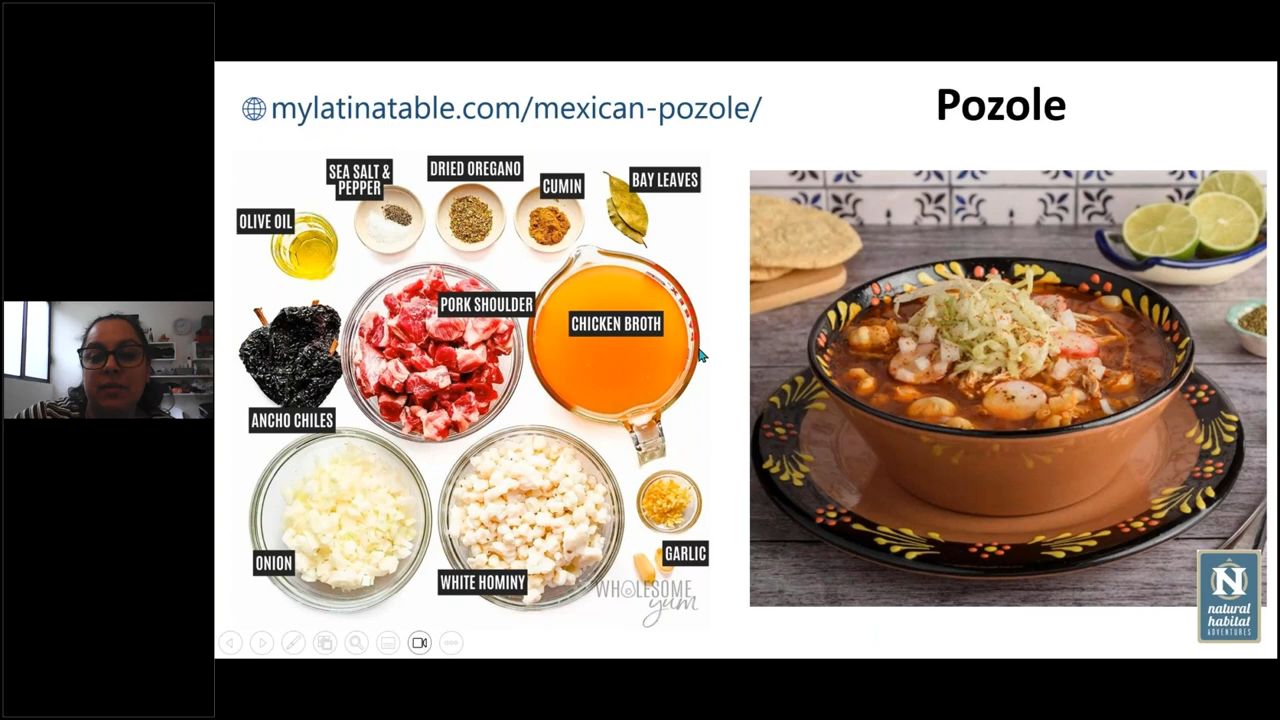 mylatinatable.com/mexican-pozole/
Pozole
SEA SALT &
PEPPER
DRIED OREGANO
CUMIN
BAY LEAVES
OLIVE OIL
PORK SHOULDER
CHICKEN BROTH
ANCHO CHILES
ONION
WHITE HOMINY
GARLIC
WHOLESOME
yum
N
natural
habitat
ADVENTURES